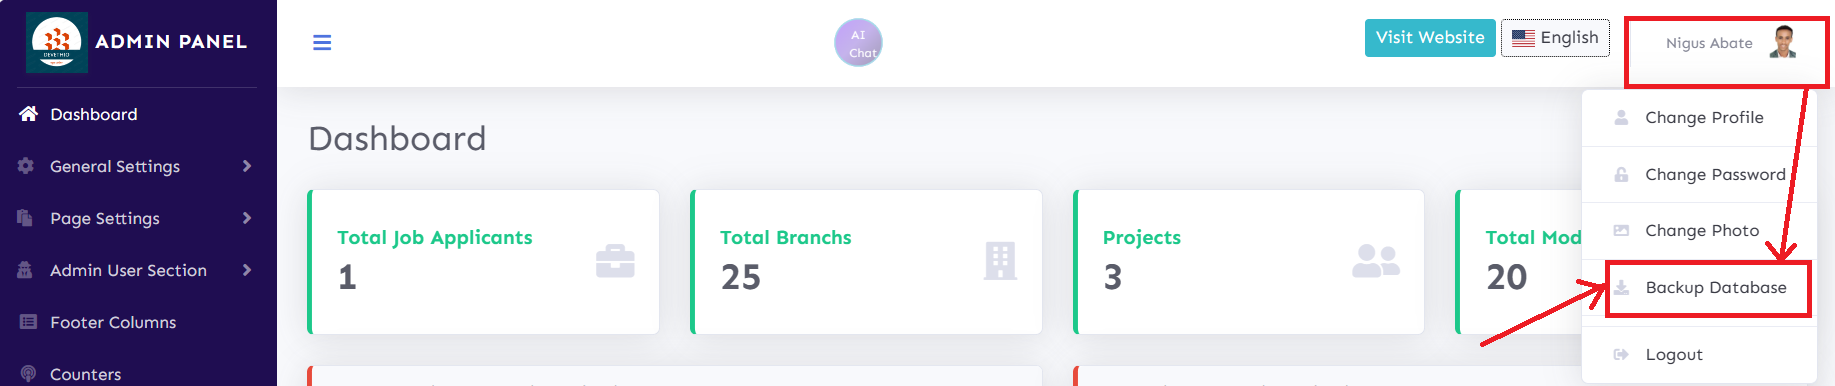 DEVETHIO
ADMIN PANEL
AI
Chat
Visit Website
English
Nigus Abate
Dashboard
General Settings
Page Settings
Admin User Section
Footer Columns
Counters
Dashboard
Total Job Applicants
1
Total Branchs
25
Projects
3
Total Mod
20
Change Profile
Change Password
Change Photo
Backup Database
Logout